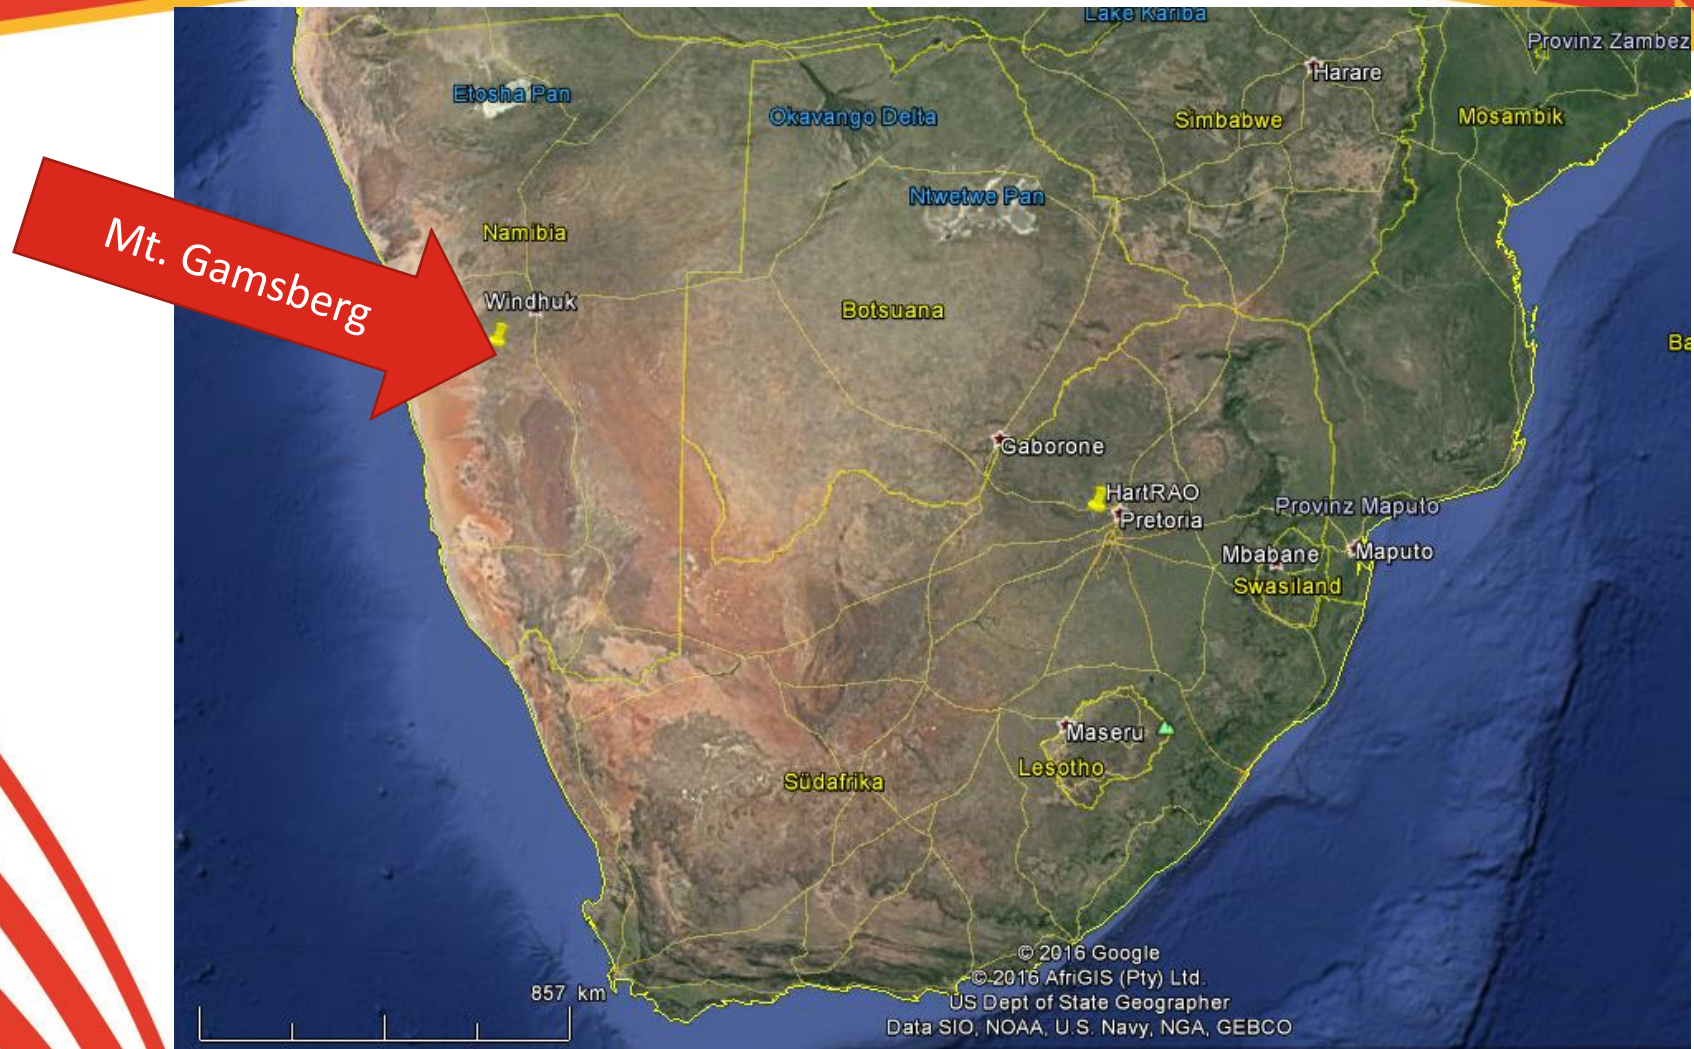 Lake Kariba
Provinz Zambez
Harare
Etosha Pan
Okavango Delta
Simbabwe
Mosambik
Ntwetwe Pan
Namibia
Mt. Gamsberg
Windhuk
Botsuana
Ba
Gaborone
HartRAO
Pretoria
Provinz Maputo
Mbabane
Maputo
Swasiland
Maseru
Lesotho
Südafrika
© 2016 Google
© 2016 AfriGIS (Pty) Ltd.
US Dept of State Geographer
Data SIO, NOAA, U.S. Navy, NGA, GEBCO
857 km